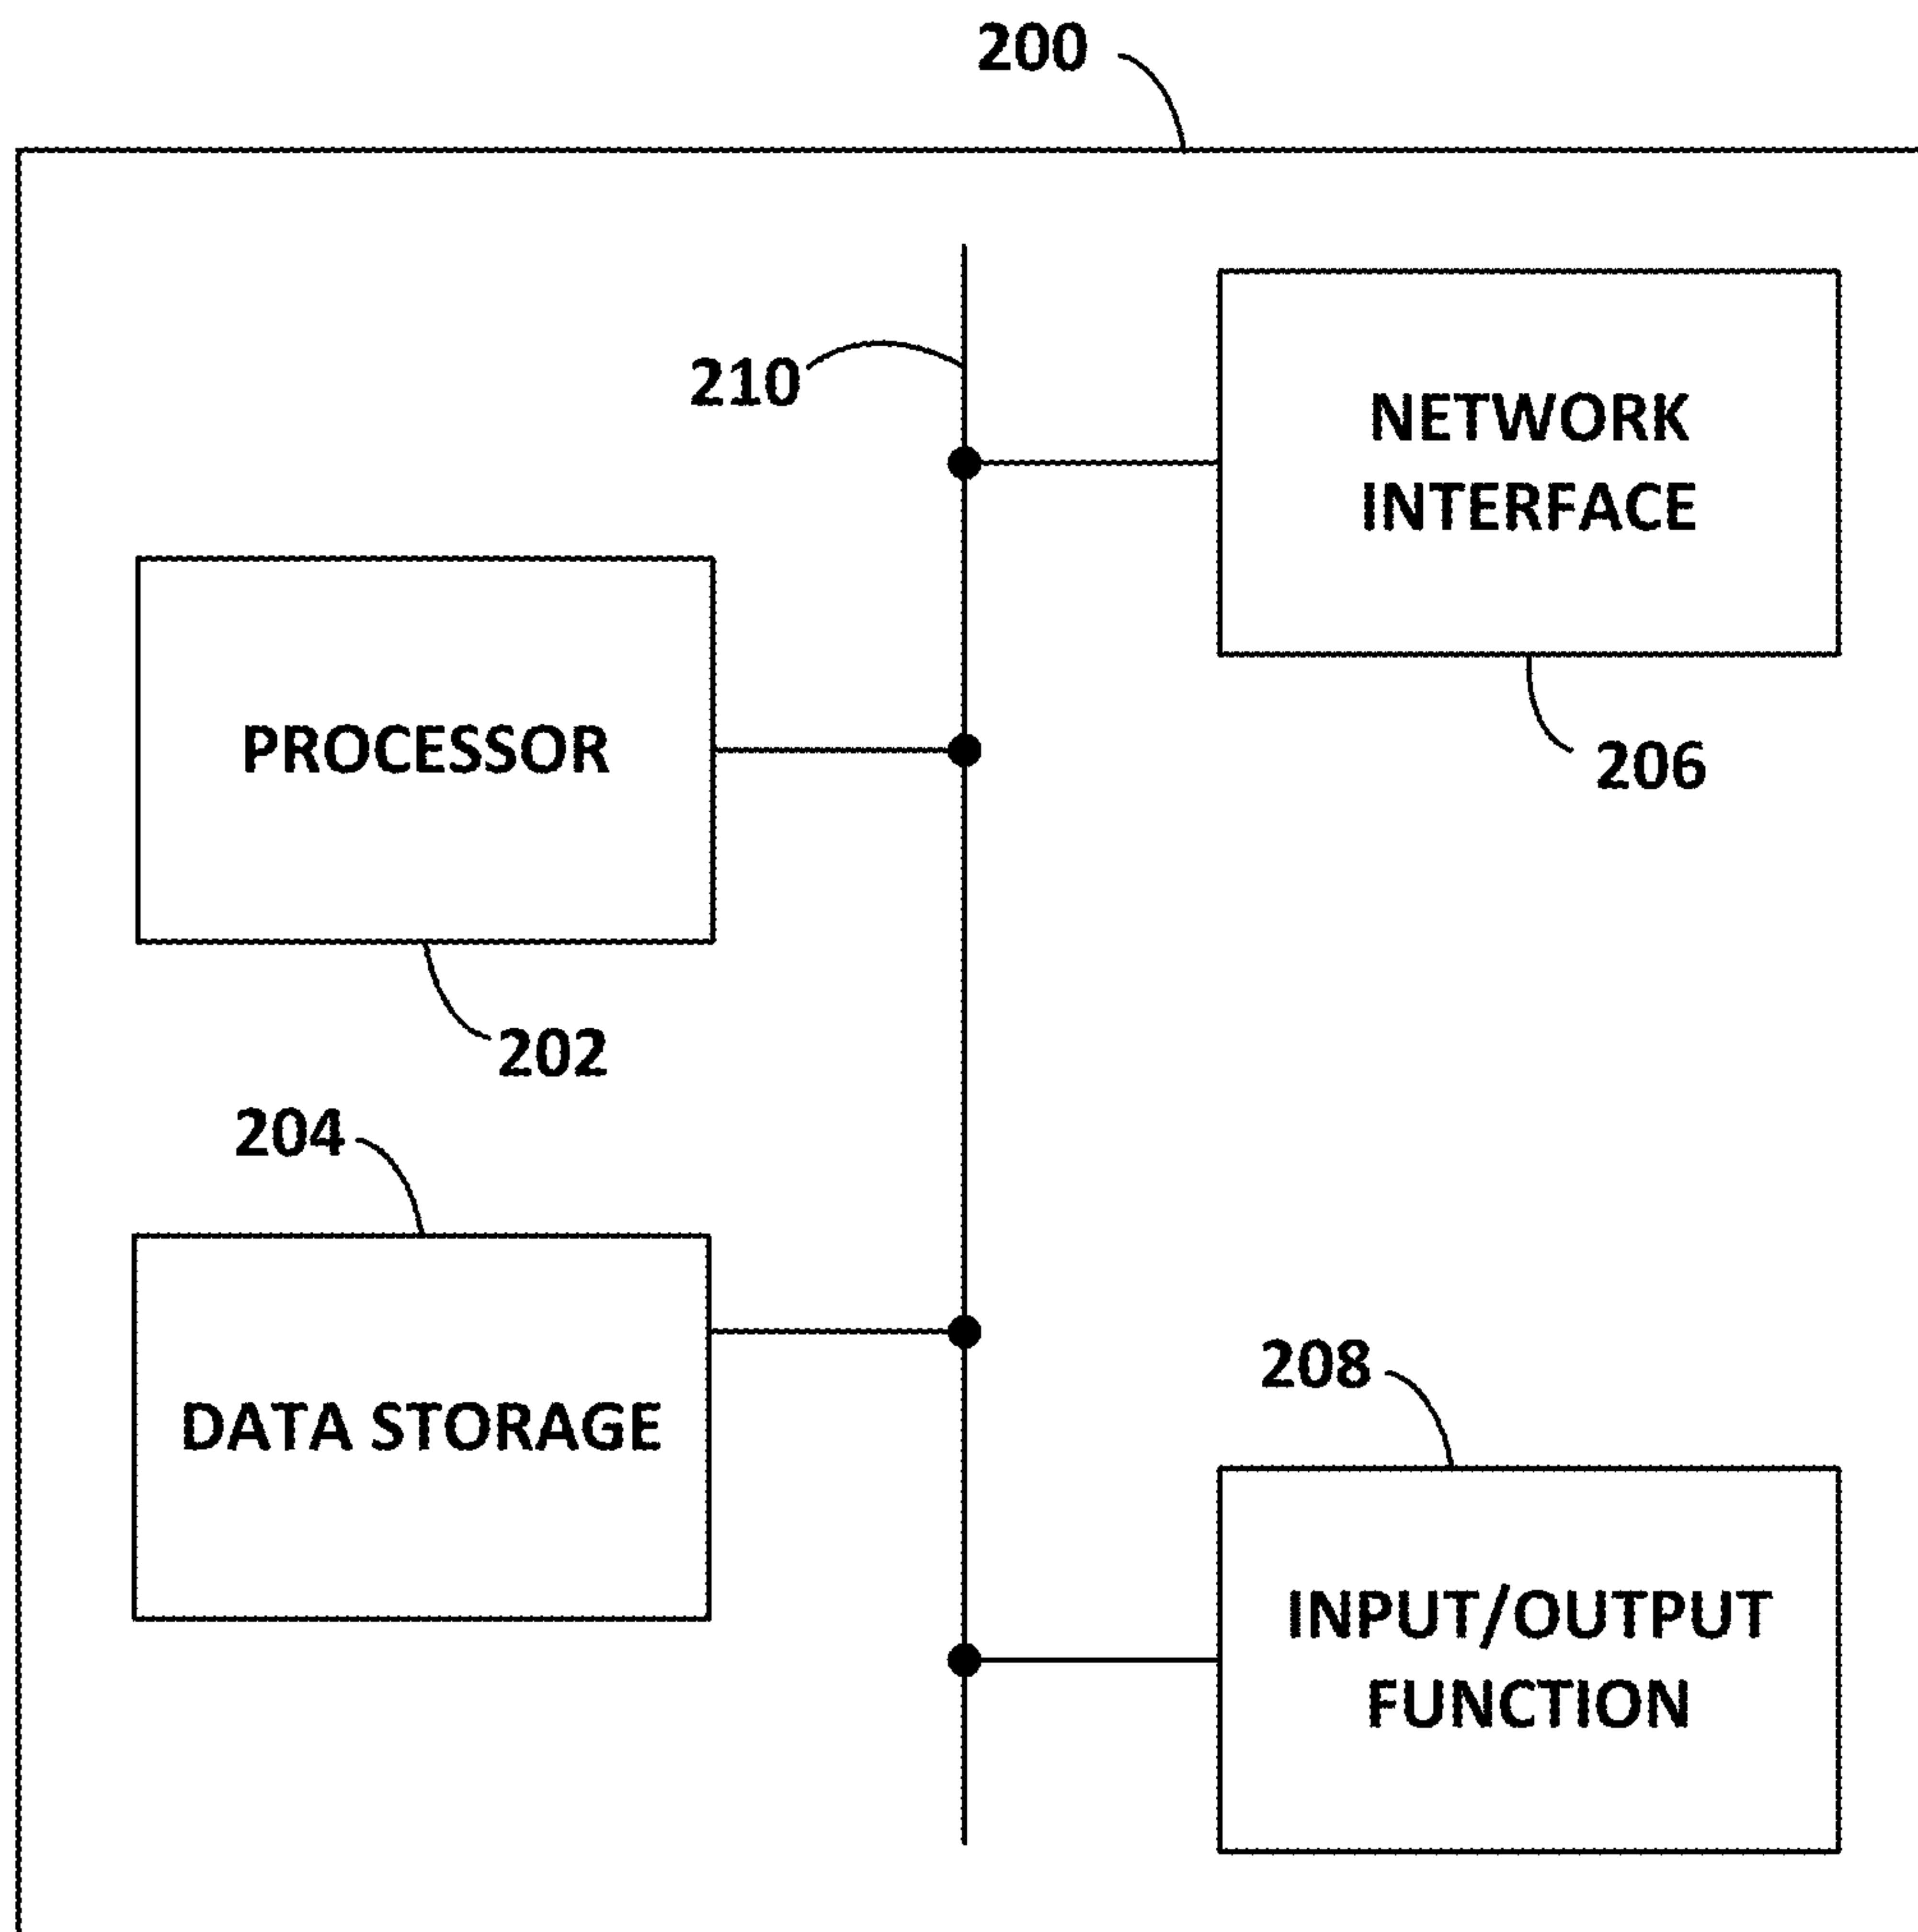 200
210
NETWORK
INTERFACE
206
PROCESSOR
202
204
DATA STORAGE
208
INPUT/OUTPUT
FUNCTION